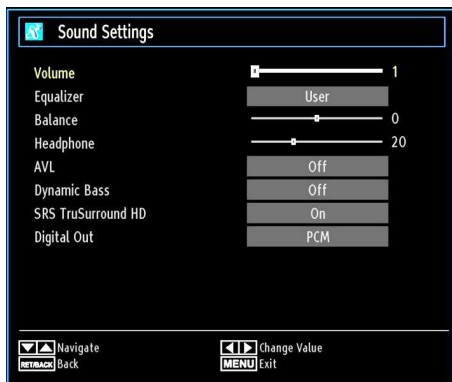 Sound Settings
Volume 1
Equalizer User
Balance 0
Headphone 20
AVL Off
Dynamic Bass Off
SRS TruSurround HD On
Digital Out PCM
Navigate Change Value
RET/BACK Back MENU Exit